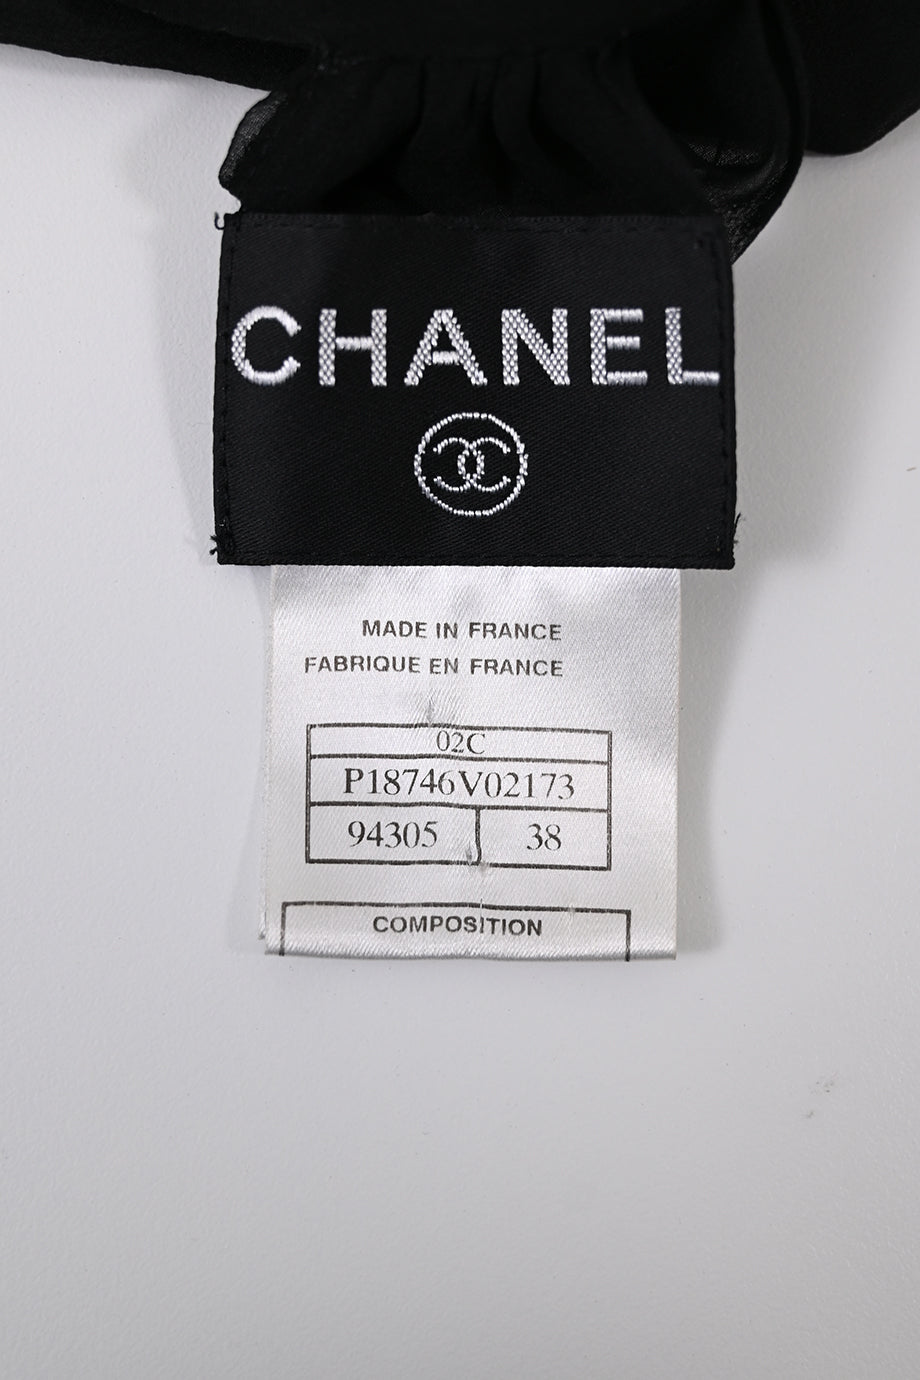 CHANEL
MADE IN FRANCE
FABRIQUE EN FRANCE
02C
P18746V02173
94305 38
COMPOSITION